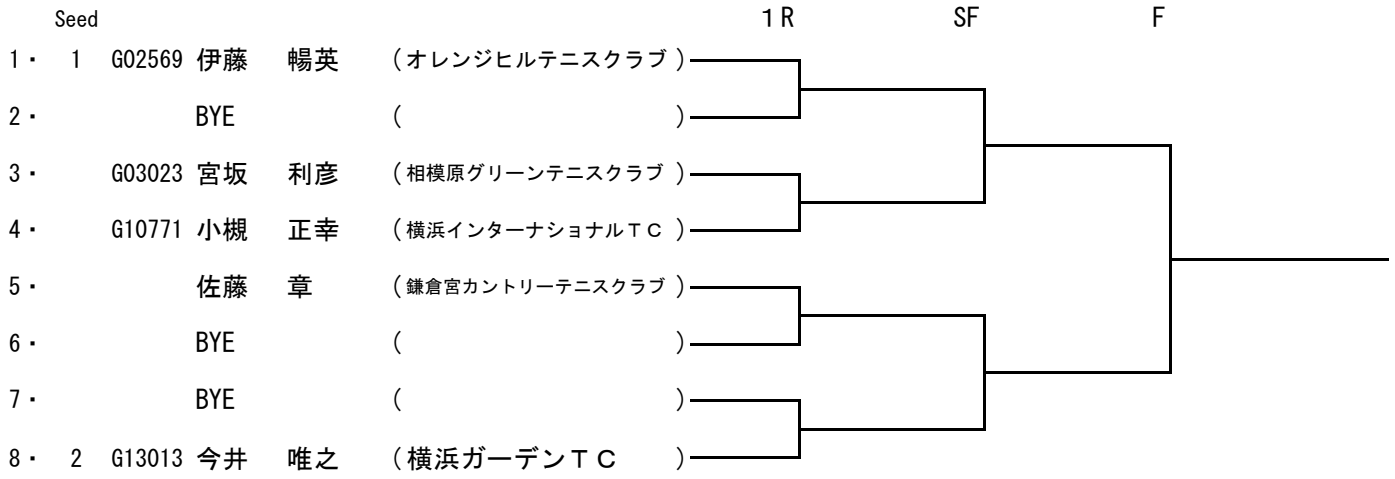 Seed 1R SF F
1・ 1 G02569 伊藤 暢英 (オレンジヒルテニスクラブ)
2・ BYE ( )
3・ G03023 宮坂 利彦 (相模原グリーンテニスクラブ)
4・ G10771 小槻 正幸 (横浜インターナショナルTC)
5・ 佐藤 章 (鎌倉宮カントリーテニスクラブ)
6・ BYE ( )
7・ BYE ( )
8・ 2 G13013 今井 唯之 (横浜ガーデンTC)